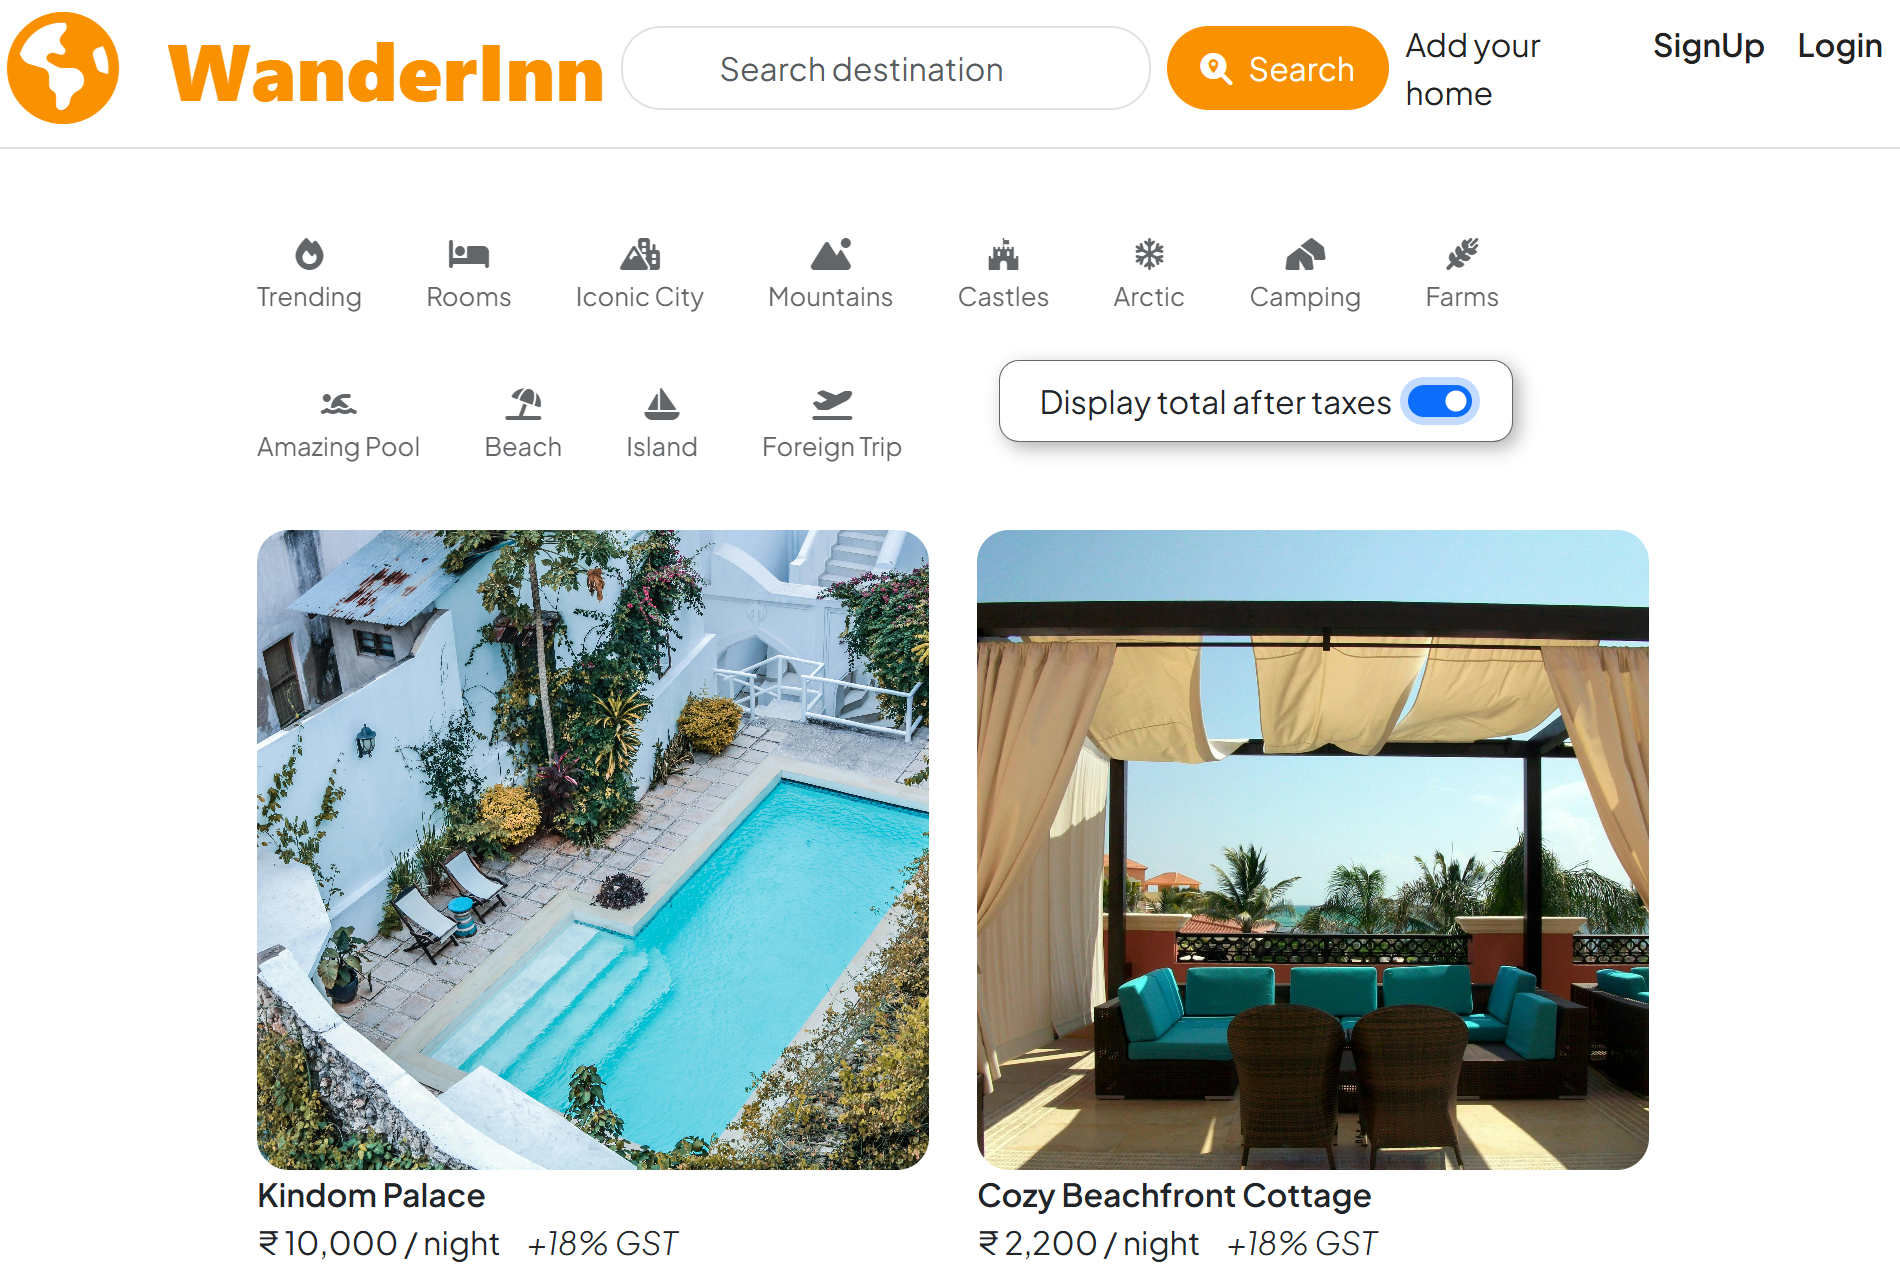 WanderInn
Search destination
Search
Add your
home
SignUp
Login
Trending
Rooms
Iconic City
Mountains
Castles
Arctic
Camping
Farms
Amazing Pool
Beach
Island
Foreign Trip
Display total after taxes
Kindom Palace
₹ 10,000 / night +18% GST
Cozy Beachfront Cottage
₹ 2,200 / night +18% GST